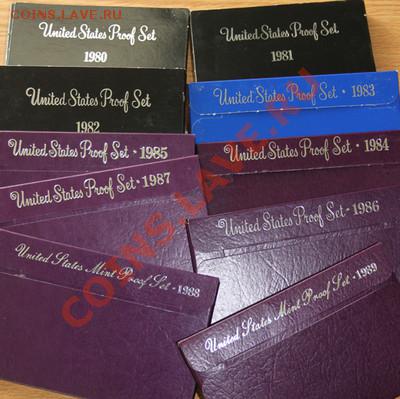 COINS.LAVE.RU
United States Proof Set
1980
United States Proof Set
1981
United States Proof Set
1982
United States Proof Set • 1983
United States Proof Set • 1985
United States Proof Set • 1984
United States Proof Set • 1987
United States Proof Set - 1986
United States Mint Proof Set - 1988
United States Mint Proof Set - 1989
COINS.LAVE.RU